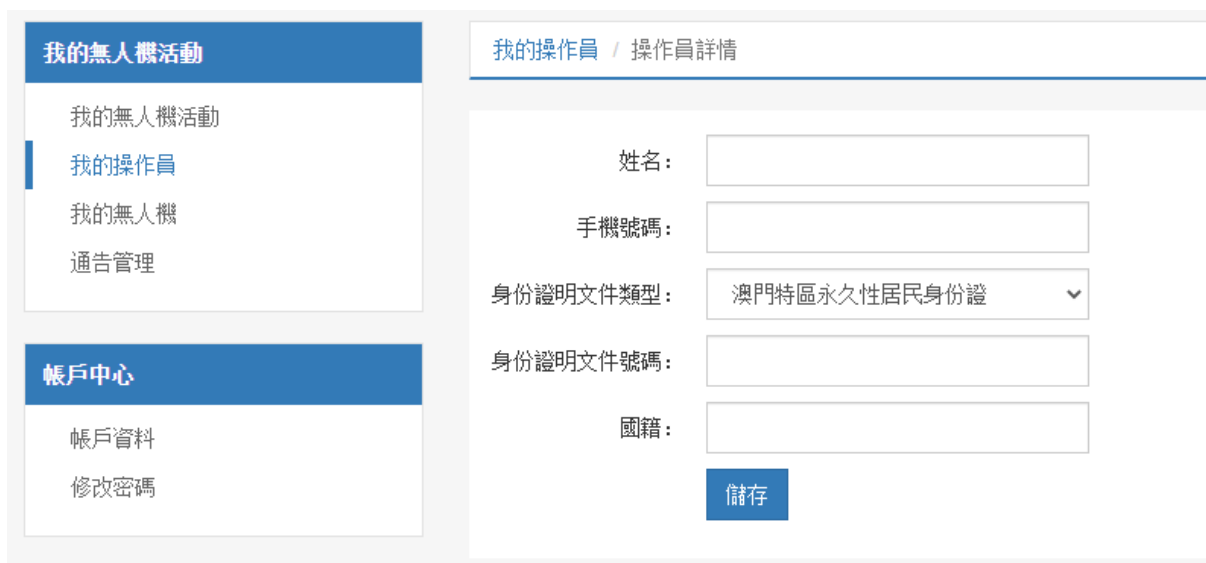 我的無人機活動
我的無人機活動
我的操作員
我的無人機
通告管理
帳戶中心
帳戶資料
修改密碼
我的操作員 / 操作員詳情
姓名：
手機號碼：
身份證明文件類型： 澳門特區永久性居民身份證
身份證明文件號碼：
國籍：
儲存